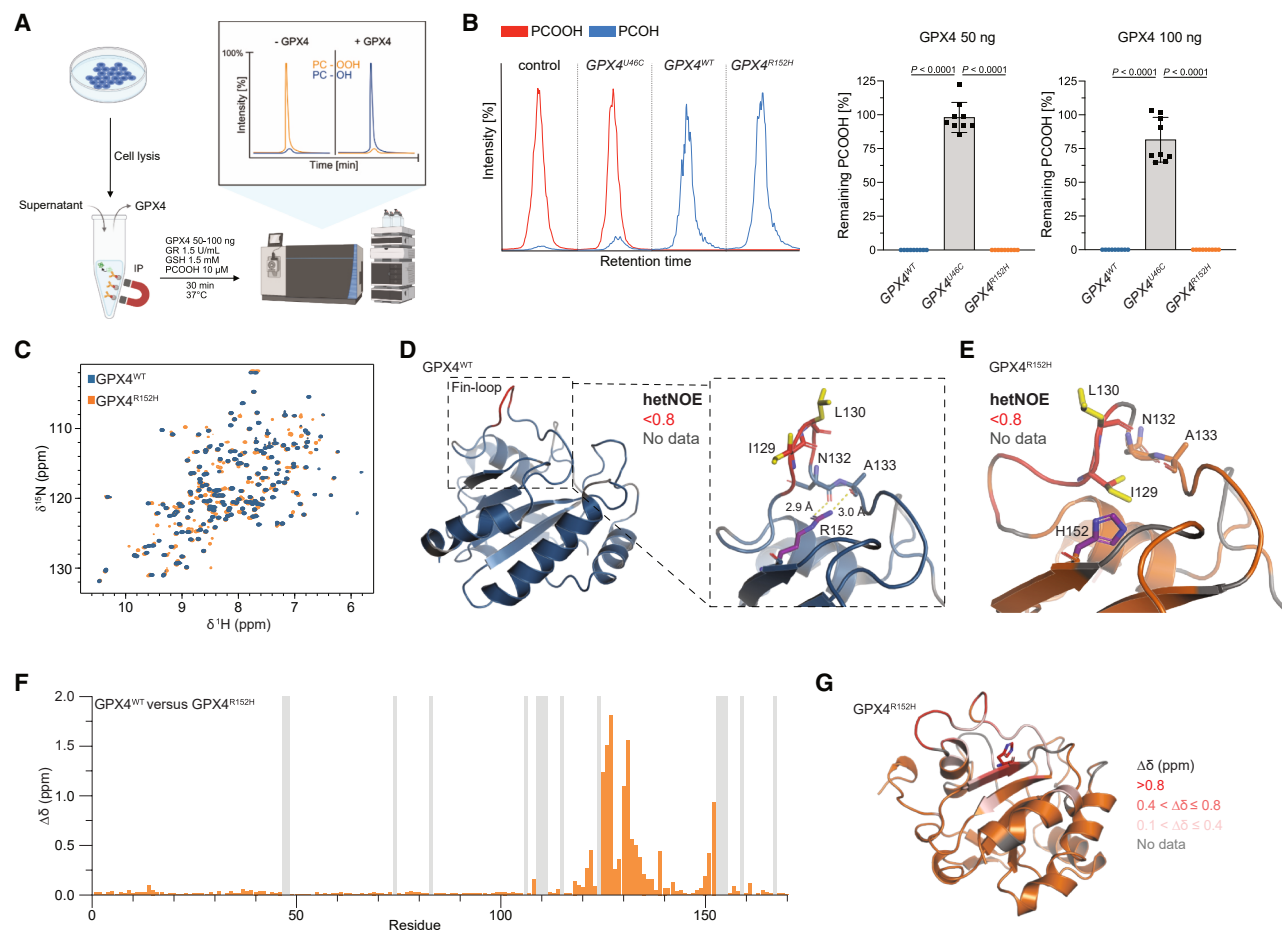 A
- GPX4
+ GPX4
100%
PC - OOH
PC - OH
Intensity [%]
Time [min]
Cell lysis
Supernatant
GPX4
GPX4 50-100 ng
GR 1.5 U/mL
GSH 1.5 mM
PCOOH 10 µM
IP
30 min
37°C
B
PCOOH
PCOH
control
GPX4U46C
GPX4WT
GPX4R152H
Intensity [%]
Retention time
GPX4 50 ng
P < 0.0001
P < 0.0001
Remaining PCOOH [%]
125
100
75
50
25
0
GPX4WT
GPX4U46C
GPX4R152H
GPX4 100 ng
P < 0.0001
P < 0.0001
Remaining PCOOH [%]
125
100
75
50
25
0
GPX4WT
GPX4U46C
GPX4R152H
C
GPX4WT
GPX4R152H
δ15N (ppm)
110
120
130
10
9
8
7
6
δ1H (ppm)
D
GPX4WT
Fin-loop
hetNOE
<0.8
No data
L130
I129
N132
A133
2.9 Å
3.0 Å
R152
E
GPX4R152H
hetNOE
<0.8
No data
L130
N132
A133
I129
H152
F
GPX4WT versus GPX4R152H
Δδ (ppm)
2.0
1.5
1.0
0.5
0.0
0
50
100
150
Residue
G
GPX4R152H
Δδ (ppm)
>0.8
0.4 < Δδ ≤ 0.8
0.1 < Δδ ≤ 0.4
No data